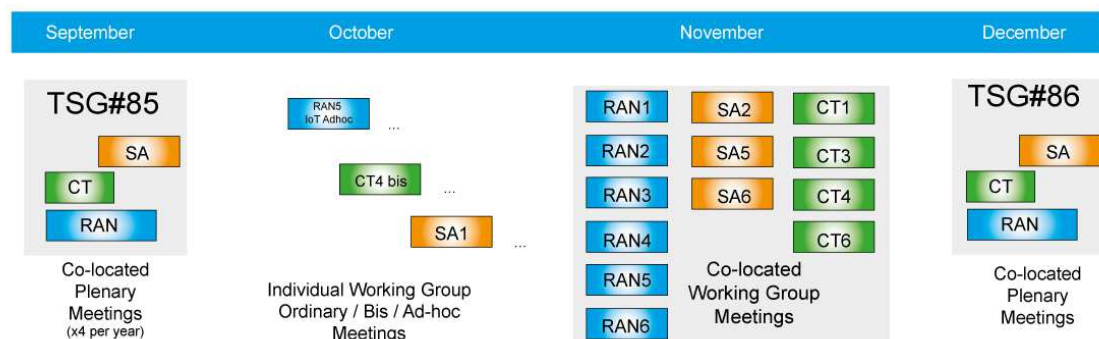 September
October
November
December
TSG#85
SA
CT
RAN
Co-located
Plenary
Meetings
(x4 per year)
RAN5
IoT Adhoc
...
CT4 bis
...
SA1
...
Individual Working Group
Ordinary / Bis / Ad-hoc
Meetings
RAN1
SA2
CT1
RAN2
SA5
CT3
RAN3
SA6
CT4
RAN4
CT6
RAN5
RAN6
Co-located
Working Group
Meetings
TSG#86
SA
CT
RAN
Co-located
Plenary
Meetings